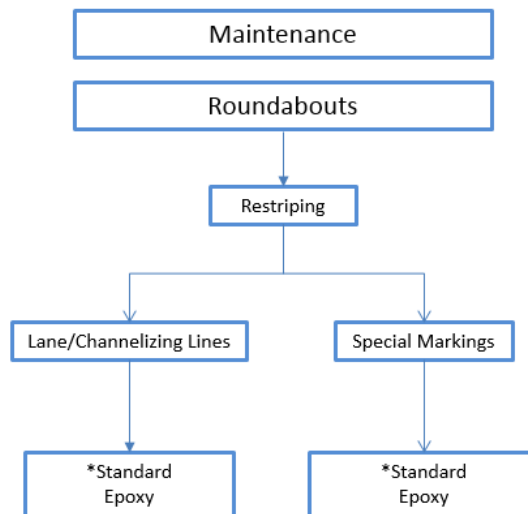 Maintenance
Roundabouts
Restriping
Lane/Channelizing Lines
Special Markings
*Standard
Epoxy
*Standard
Epoxy